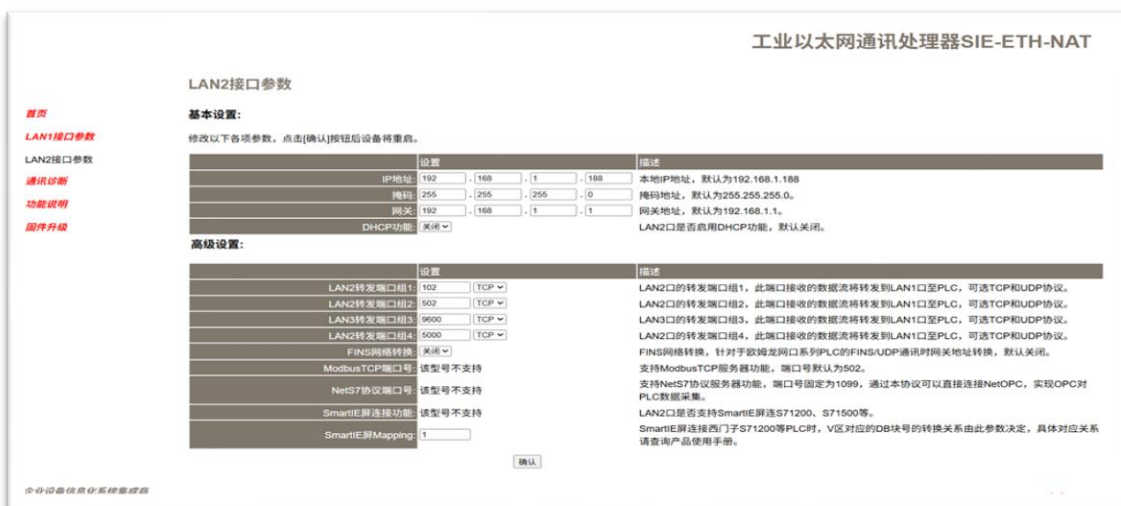 工业以太网通讯处理器SIE-ETH-NAT
LAN2接口参数
首页
LAN1接口参数
LAN2接口参数
通讯诊断
功能说明
固件升级
基本设置:
修改以下各项参数，点击[确认]按钮后设备将重启。
设置 描述
IP地址: 192 . 168 . 1 . 188 本地IP地址，默认为192.168.1.188
掩码: 255 . 255 . 255 . 0 掩码地址，默认为255.255.255.0。
网关: 192 . 168 . 1 . 1 网关地址，默认为192.168.1.1。
DHCP功能: 关闭 LAN2口是否启用DHCP功能，默认关闭。
高级设置:
设置 描述
LAN2转发端口组1: 102 TCP LAN2口的转发端口组1，此端口接收的数据流将转发到LAN1口至PLC，可选TCP和UDP协议。
LAN2转发端口组2: 502 TCP LAN2口的转发端口组2，此端口接收的数据流将转发到LAN1口至PLC，可选TCP和UDP协议。
LAN3转发端口组3: 9600 TCP LAN3口的转发端口组3，此端口接收的数据流将转发到LAN1口至PLC，可选TCP和UDP协议。
LAN2转发端口组4: 5000 TCP LAN2口的转发端口组4，此端口接收的数据流将转发到LAN1口至PLC，可选TCP和UDP协议。
FINS网络转换: 关闭 FINS网络转换，针对于欧姆龙网口系列PLC的FINS/UDP通讯时网关地址转换，默认关闭。
ModbusTCP端口号: 该型号不支持 支持ModbusTCP服务器功能，端口号默认为502。
NetS7协议端口号: 该型号不支持 支持NetS7协议服务器功能，端口号固定为1099，通过本协议可以直接连接NetOPC，实现OPC对
PLC数据采集。
SmartIE屏连接功能: 该型号不支持 LAN2口是否支持SmartIE屏连S71200、S71500等。
SmartIE屏Mapping: 1 SmartIE屏连接西门子S71200等PLC时，V区对应的DB块号的转换关系由此参数决定，具体对应关系
请查询产品使用手册。
确认
企业设备信息化系统集成商